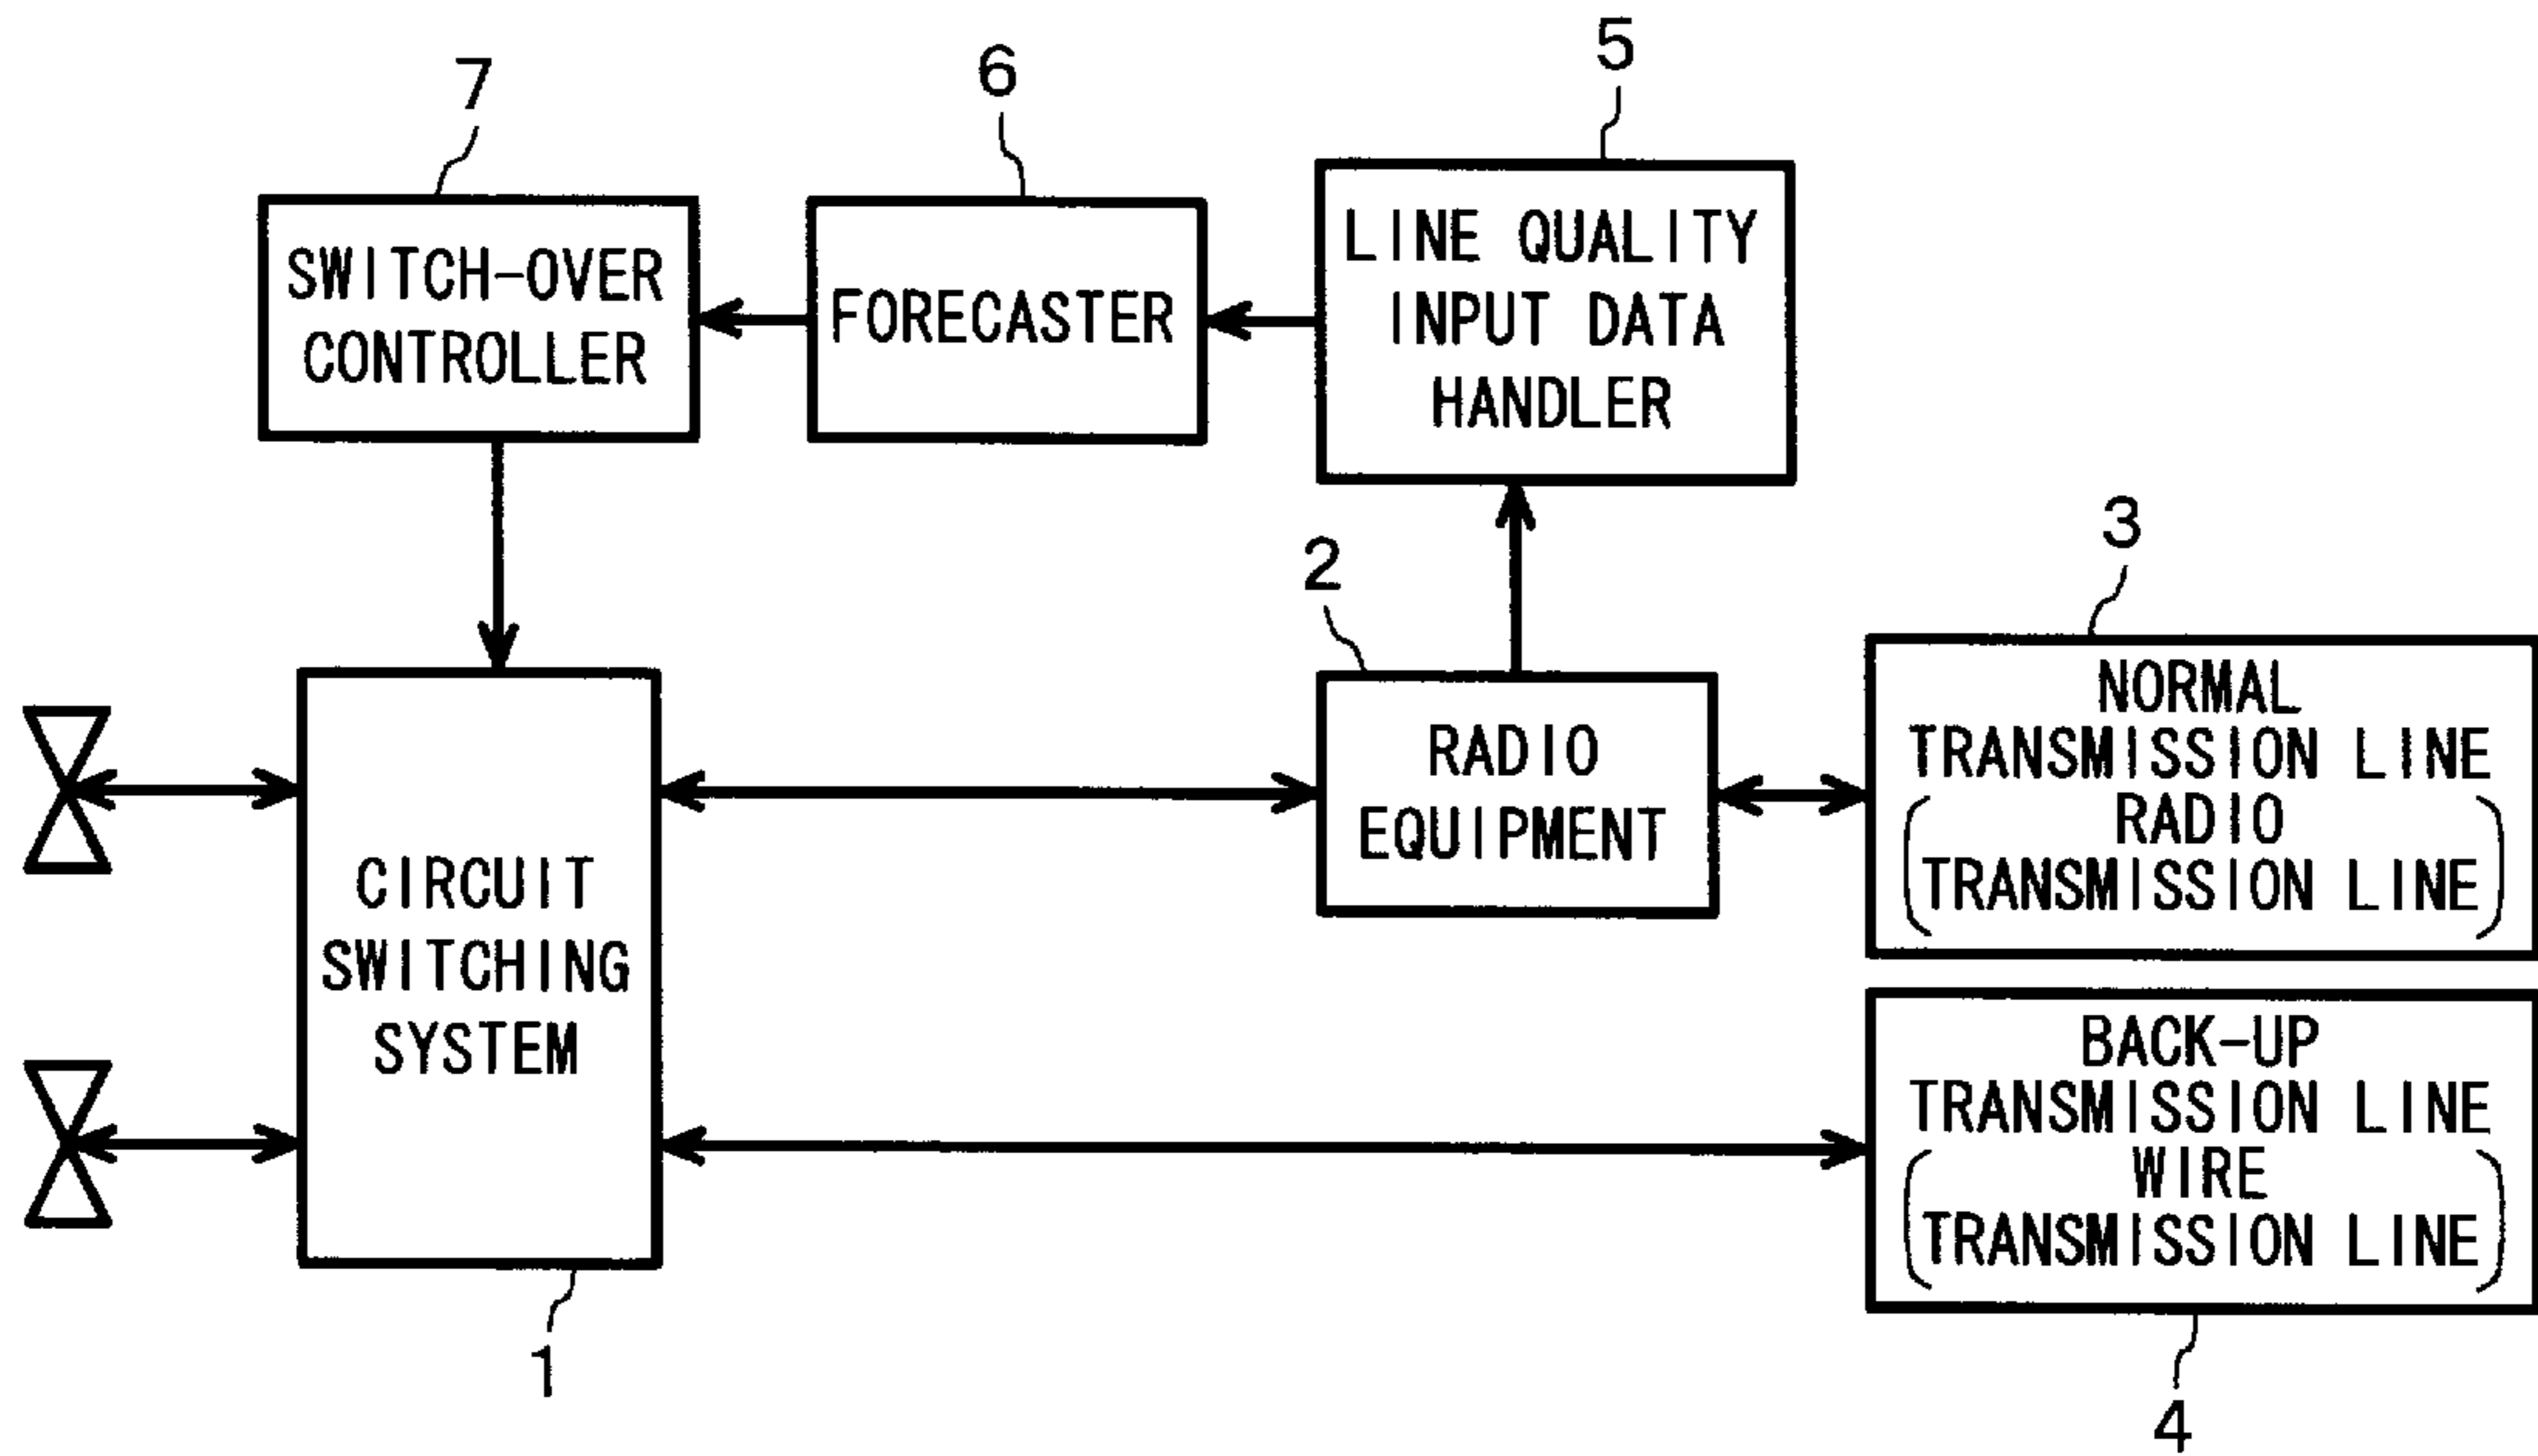 7
6
5
SWITCH-OVER
CONTROLLER
FORECASTER
LINE QUALITY
INPUT DATA
HANDLER
2
3
CIRCUIT
SWITCHING
SYSTEM
RADIO
EQUIPMENT
NORMAL
TRANSMISSION LINE
(RADIO
TRANSMISSION LINE)
BACK-UP
TRANSMISSION LINE
(WIRE
TRANSMISSION LINE)
1
4